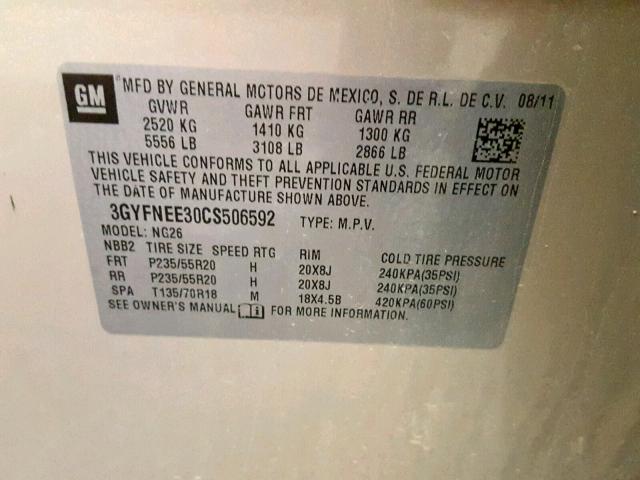 GM MFD BY GENERAL MOTORS DE MEXICO, S. DE R.L. DE C.V. 08/11
GVWR GAWR FRT GAWR RR
2520 KG 1410 KG 1300 KG
5556 LB 3108 LB 2866 LB
THIS VEHICLE CONFORMS TO ALL APPLICABLE U.S. FEDERAL MOTOR
VEHICLE SAFETY AND THEFT PREVENTION STANDARDS IN EFFECT ON
THE DATE OF MANUFACTURE SHOWN ABOVE.
3GYFNEE30CS506592 TYPE: M.P.V.
MODEL: NG26
NBB2 TIRE SIZE SPEED RTG RIM COLD TIRE PRESSURE
FRT P235/55R20 H 20X8J 240KPA(35PSI)
RR P235/55R20 H 20X8J 240KPA(35PSI)
SPA T135/70R18 M 18X4.5B 420KPA(60PSI)
SEE OWNER'S MANUAL FOR MORE INFORMATION.